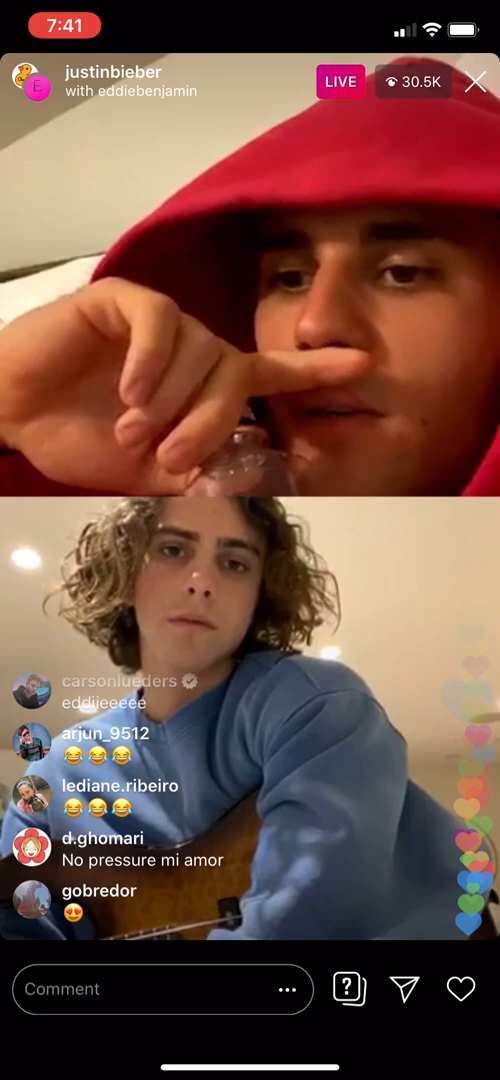 7:41
justinbieber
with eddiebenjamin
E
LIVE
30.5K
carsonlueders
eddiieeeee
arjun_9512
😂😂😂
lediane.ribeiro
😂😂😂
d.ghomari
No pressure mi amor
gobredor
😍
Comment